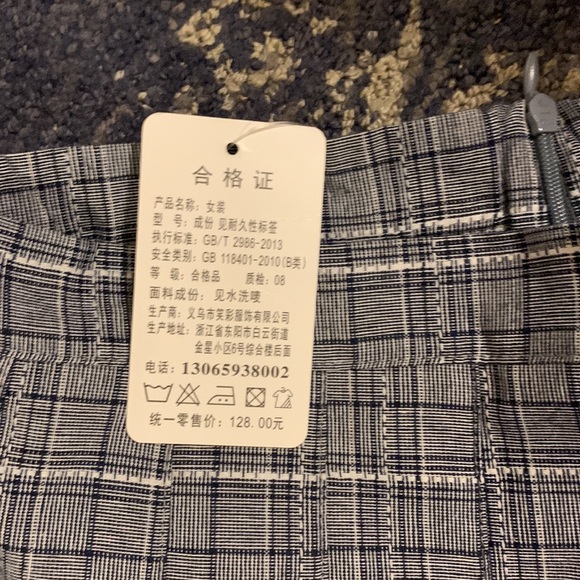 合格证
产品名称：女装
型 号：成份 见耐久性标签
执行标准：GB/T 2986-2013
安全类别：GB 118401-2010(B类)
等 级：合格品 质检：08
面料成份：见水洗唛
生产商：义乌市芙彩服饰有限公司
生产地址：浙江省东阳市白云街道
金星小区6号综合楼后面
电话：13065938002
统一零售价：128.00元